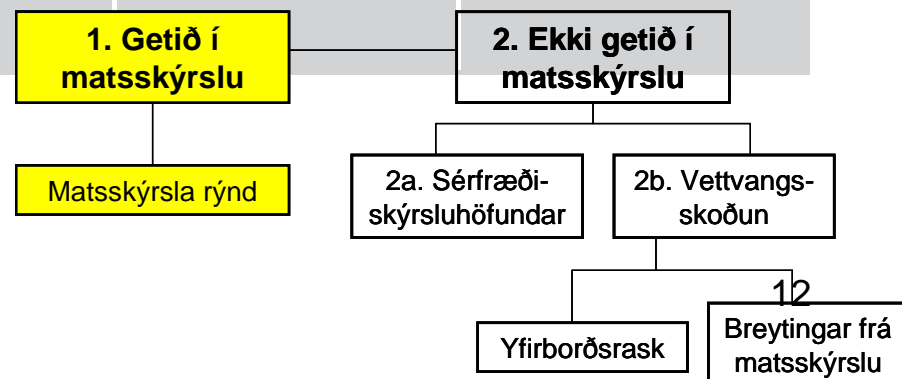 1. Getið í
matsskýrslu
2. Ekki getið í
matsskýrslu
Matsskýrsla rýnd
2a. Sérfræði-
skýrsluhöfundar
2b. Vettvangs-
skoðun
12
Yfirborðsrask
Breytingar frá
matsskýrslu